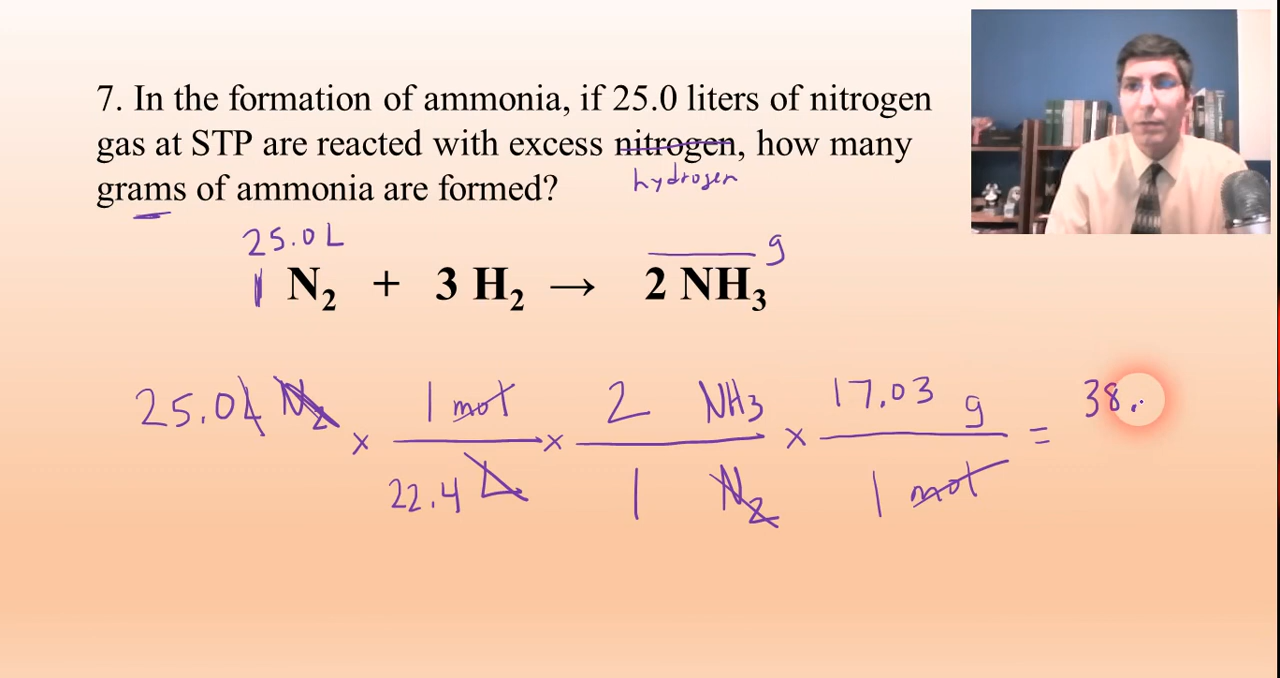 7. In the formation of ammonia, if 25.0 liters of nitrogen
gas at STP are reacted with excess nitrogen, how many
hydrogen
grams of ammonia are formed?
25.0 L
g
1 N₂ + 3 H₂ → 2 NH₃
25.0 L N₂ × 1 mol × 2 NH₃ × 17.03 g = 38.
22.4 L 1 N₂ 1 mol